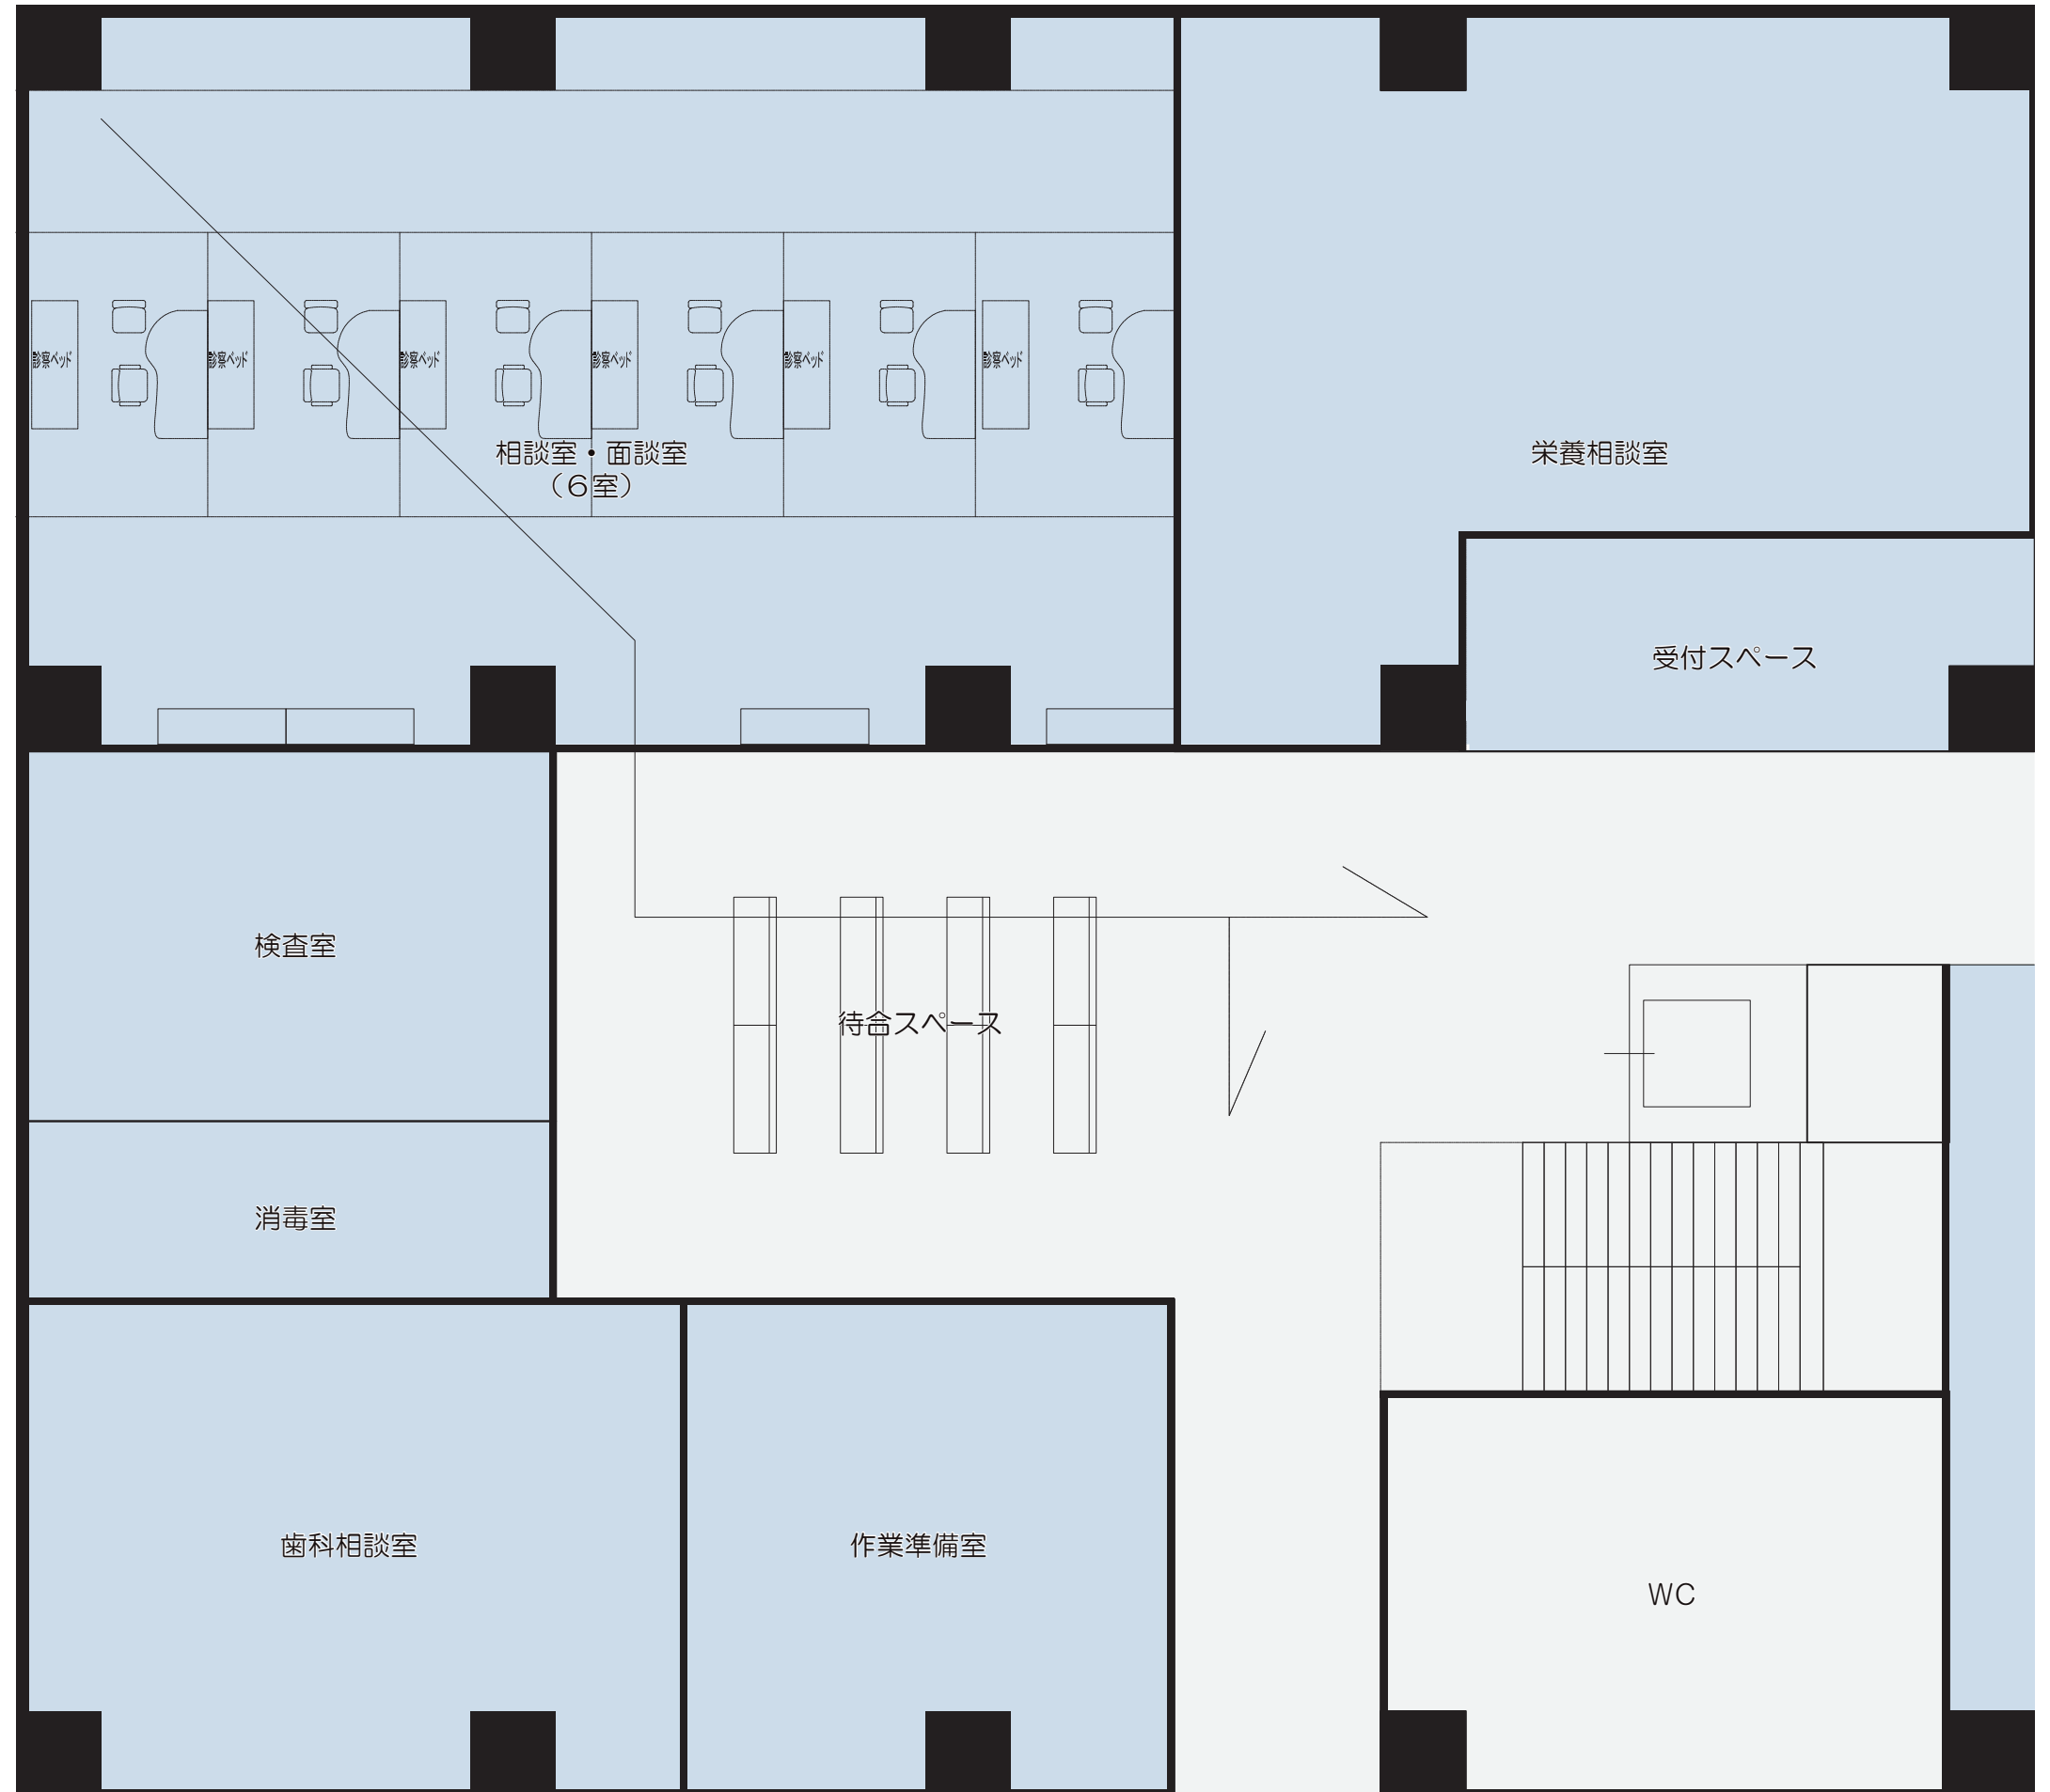 診察ベッド
診察ベッド
診察ベッド
診察ベッド
診察ベッド
診察ベッド
相談室・面談室
（６室）
栄養相談室
受付スペース
検査室
待合スペース
消毒室
歯科相談室
作業準備室
WC